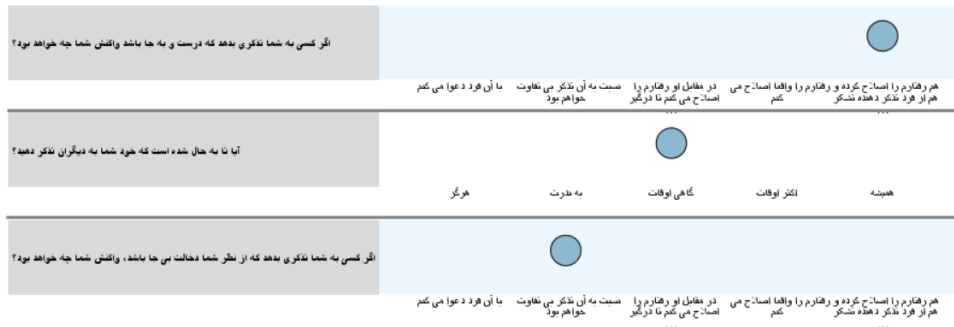 اگر کسی به شما تذکری بدهد که درست و به جا باشد واکنش شما چه خواهد بود؟
هم رفتارم را اصلاح کرده و
هم از فرد تذکر دهنده تشکر
...
رفتارم را واقعا اصلاح می
کنم
در مقابل او رفتارم را
اصلاح می کنم تا درگیر
...
نسبت به آن تذکر بی تفاوت
خواهم بود
با آن فرد دعوا می کنم
آیا تا به حال شده است که خود شما به دیگران تذکر دهید؟
همیشه
اکثر اوقات
گاهی اوقات
به ندرت
هرگز
اگر کسی به شما تذکری بدهد که از نظر شما دخالت بی جا باشد، واکنش شما چه خواهد بود؟
هم رفتارم را اصلاح کرده و
هم از فرد تذکر دهنده تشکر
...
رفتارم را واقعا اصلاح می
کنم
در مقابل او رفتارم را
اصلاح می کنم تا درگیر
...
نسبت به آن تذکر بی تفاوت
خواهم بود
با آن فرد دعوا می کنم